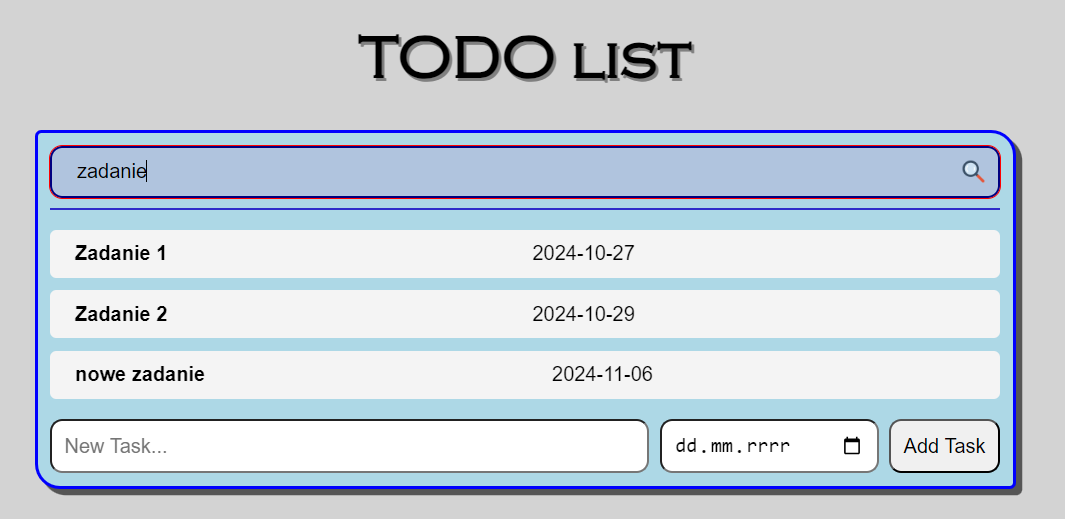 TODO LIST
zadanie
Zadanie 1 2024-10-27
Zadanie 2 2024-10-29
nowe zadanie 2024-11-06
New Task... dd.mm.rrrr Add Task